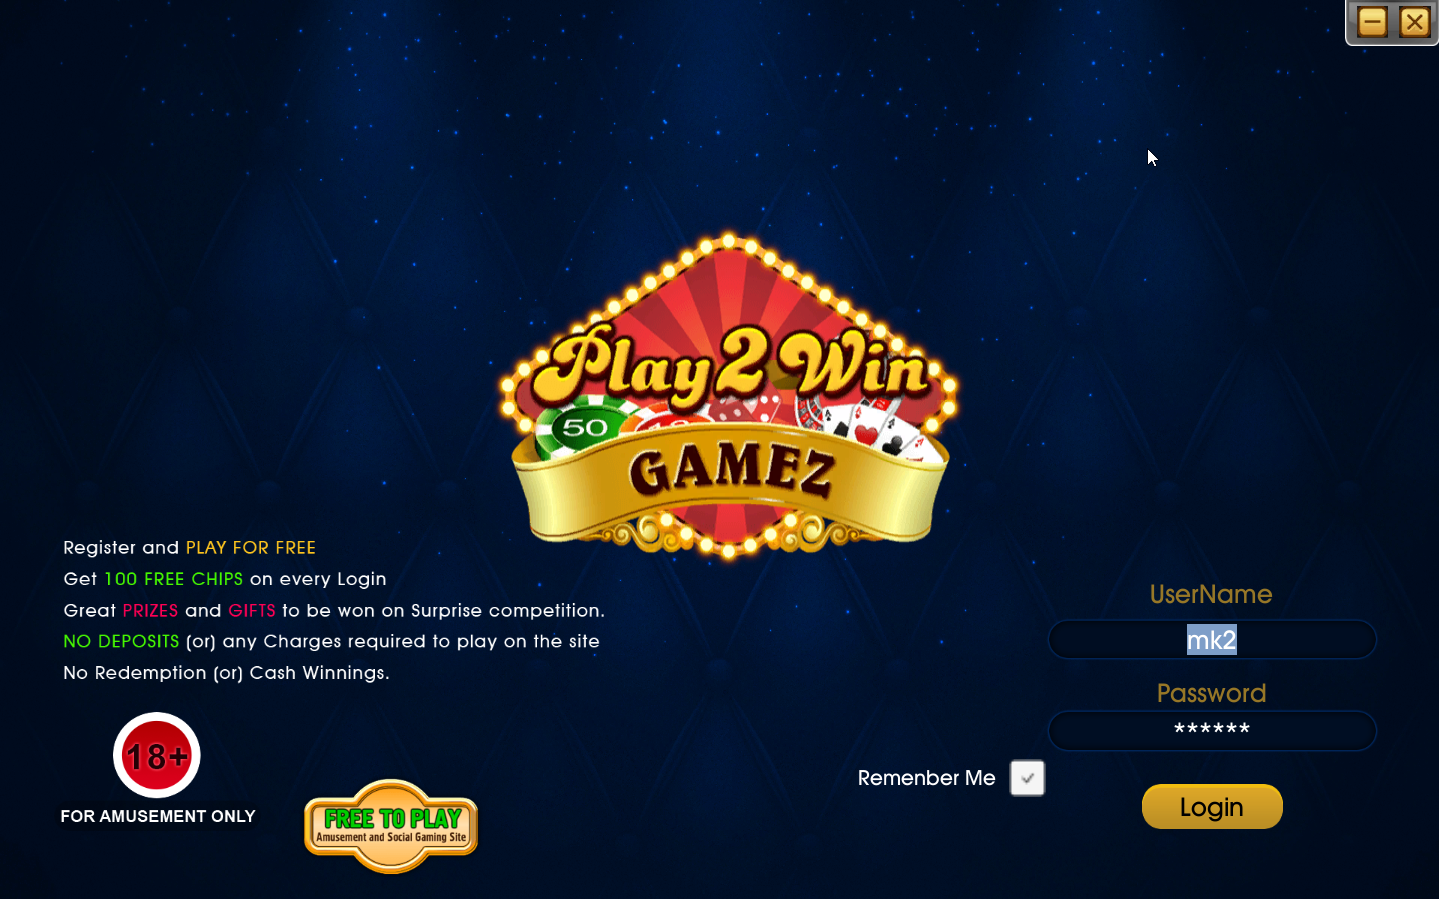 Play2Win
50
GAMEZ
Register and PLAY FOR FREE
Get 100 FREE CHIPS on every Login
Great PRIZES and GIFTS to be won on Surprise competition.
NO DEPOSITS (or) any Charges required to play on the site
No Redemption (or) Cash Winnings.
18+
FOR AMUSEMENT ONLY
FREE TO PLAY
Amusement and Social Gaming Site
UserName
mk2
Password
******
Remenber Me
Login